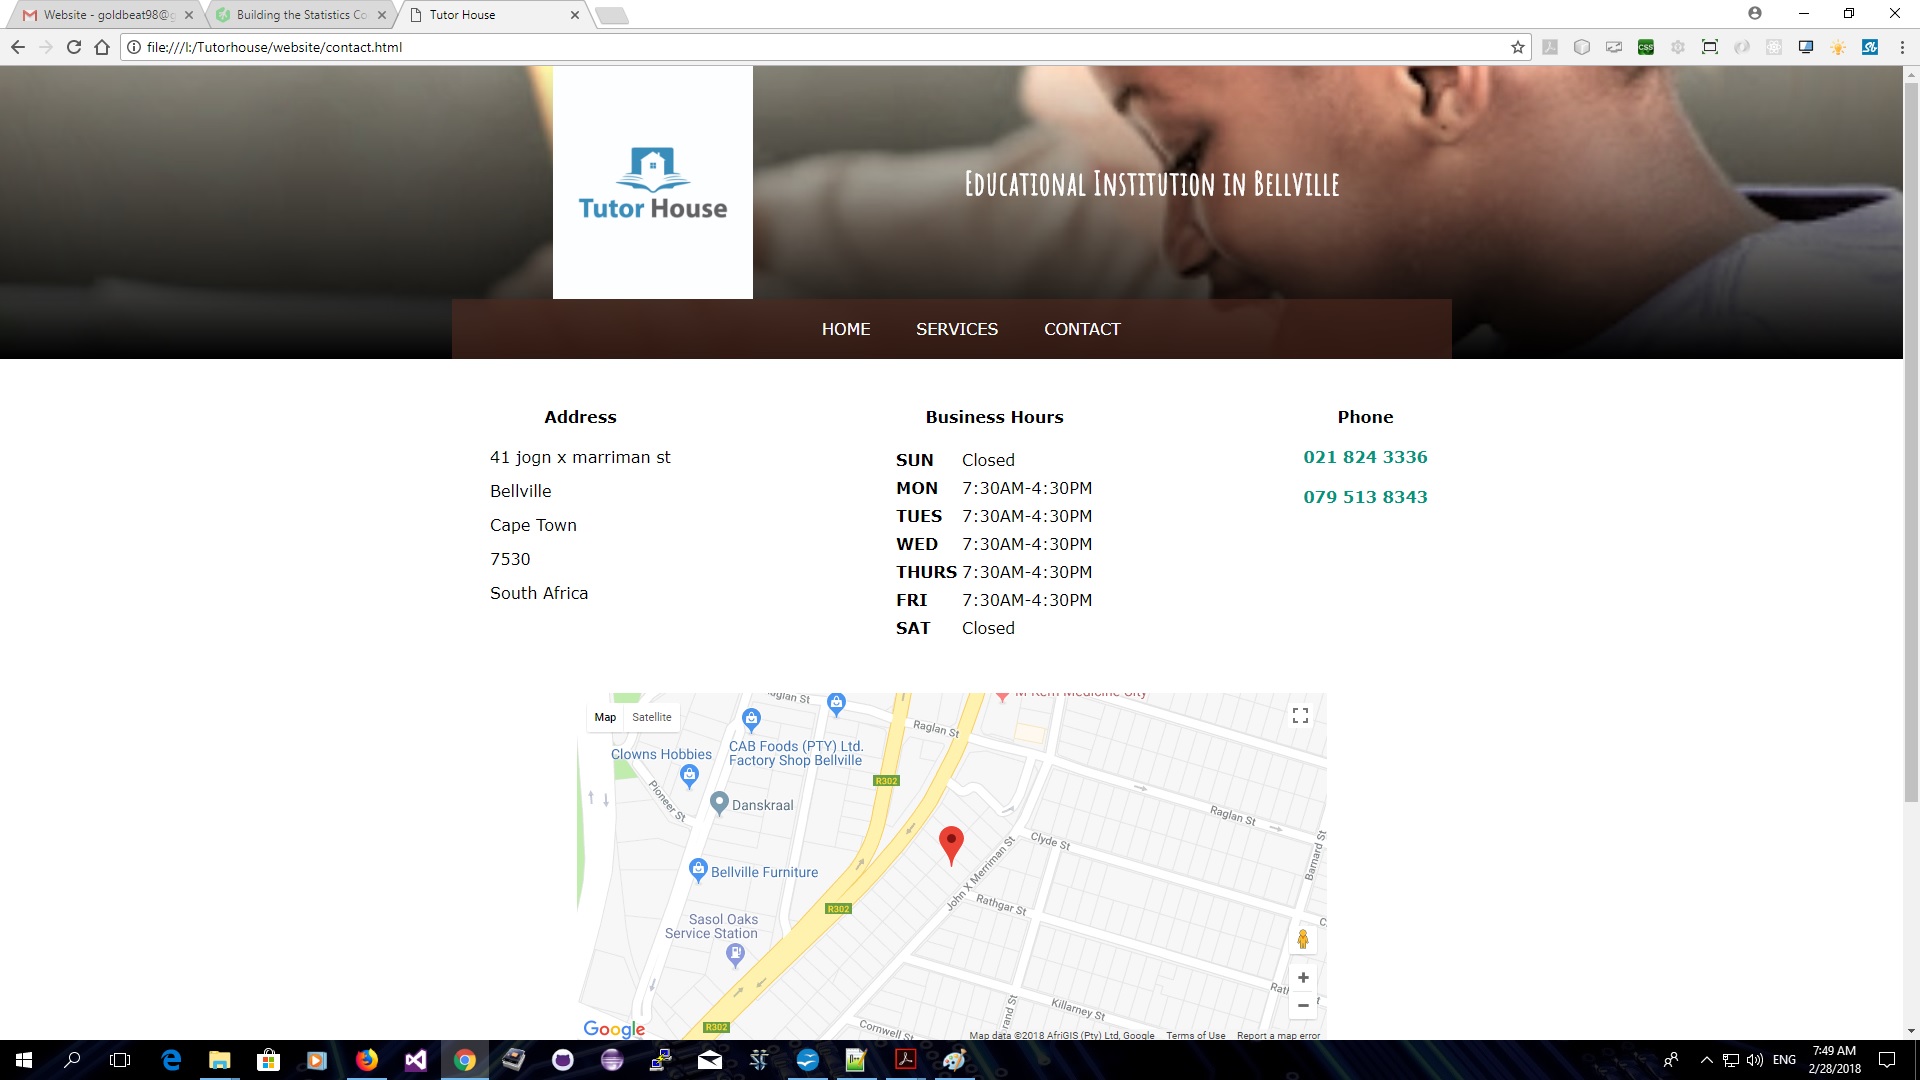 Website - goldbeat98@g
Building the Statistics Co
Tutor House
file:///I:/Tutorhouse/website/contact.html
Tutor House
Educational Institution in Bellville
HOME
SERVICES
CONTACT
Address
41 jogn x marriman st
Bellville
Cape Town
7530
South Africa
Business Hours
SUN Closed
MON 7:30AM-4:30PM
TUES 7:30AM-4:30PM
WED 7:30AM-4:30PM
THURS 7:30AM-4:30PM
FRI 7:30AM-4:30PM
SAT Closed
Phone
021 824 3336
079 513 8343
Map
Satellite
Raglan St
M-Kem Medicine City
Raglan St
CAB Foods (PTY) Ltd.
Factory Shop Bellville
Clowns Hobbies
R302
Pioneer St
Danskraal
Raglan St
Clyde St
Barnard St
John X Merriman St
Bellville Furniture
Rathgar St
R302
Sasol Oaks
Service Station
Killarney St
Cornwell St
R302
Google
Map data ©2018 AfriGIS (Pty) Ltd, Google
Terms of Use
Report a map error
CSS
ENG
7:49 AM
2/28/2018